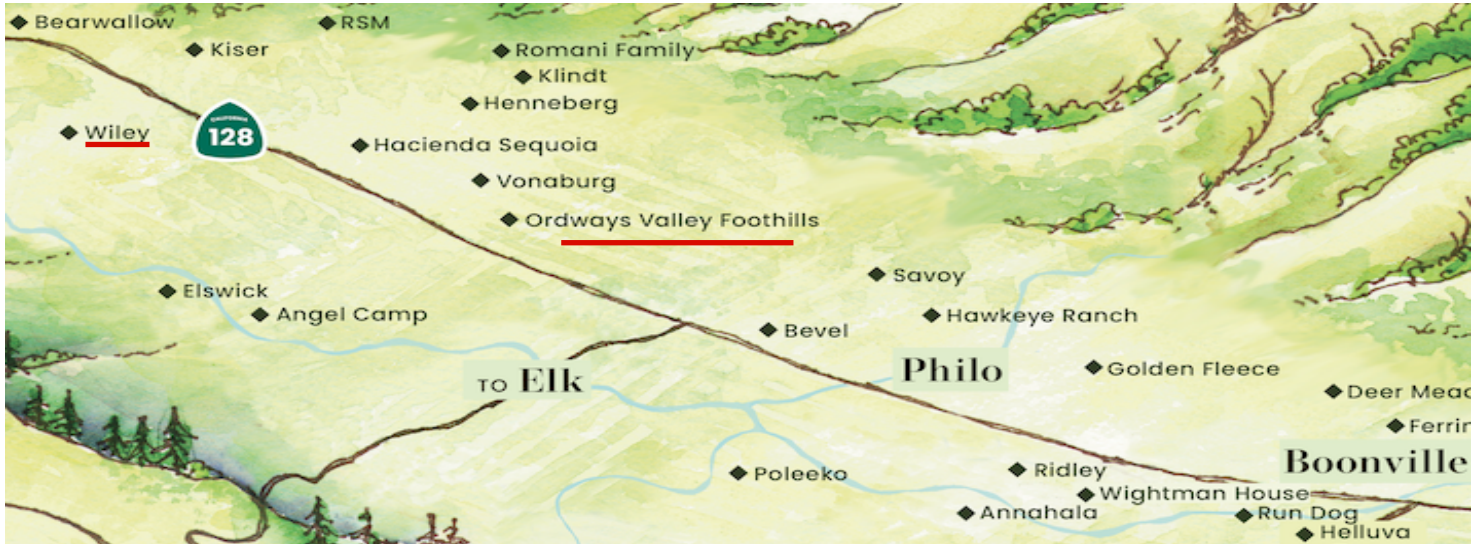 Bearwallow
RSM
Kiser
Romani Family
Klindt
Henneberg
CALIFORNIA
128
Wiley
Hacienda Sequoia
Vonaburg
Ordways Valley Foothills
Savoy
Elswick
Angel Camp
Hawkeye Ranch
Bevel
Philo
Golden Fleece
TO Elk
Deer Mead
Ferrin
Boonville
Poleeko
Ridley
Wightman House
Annahala
Run Dog
Helluva